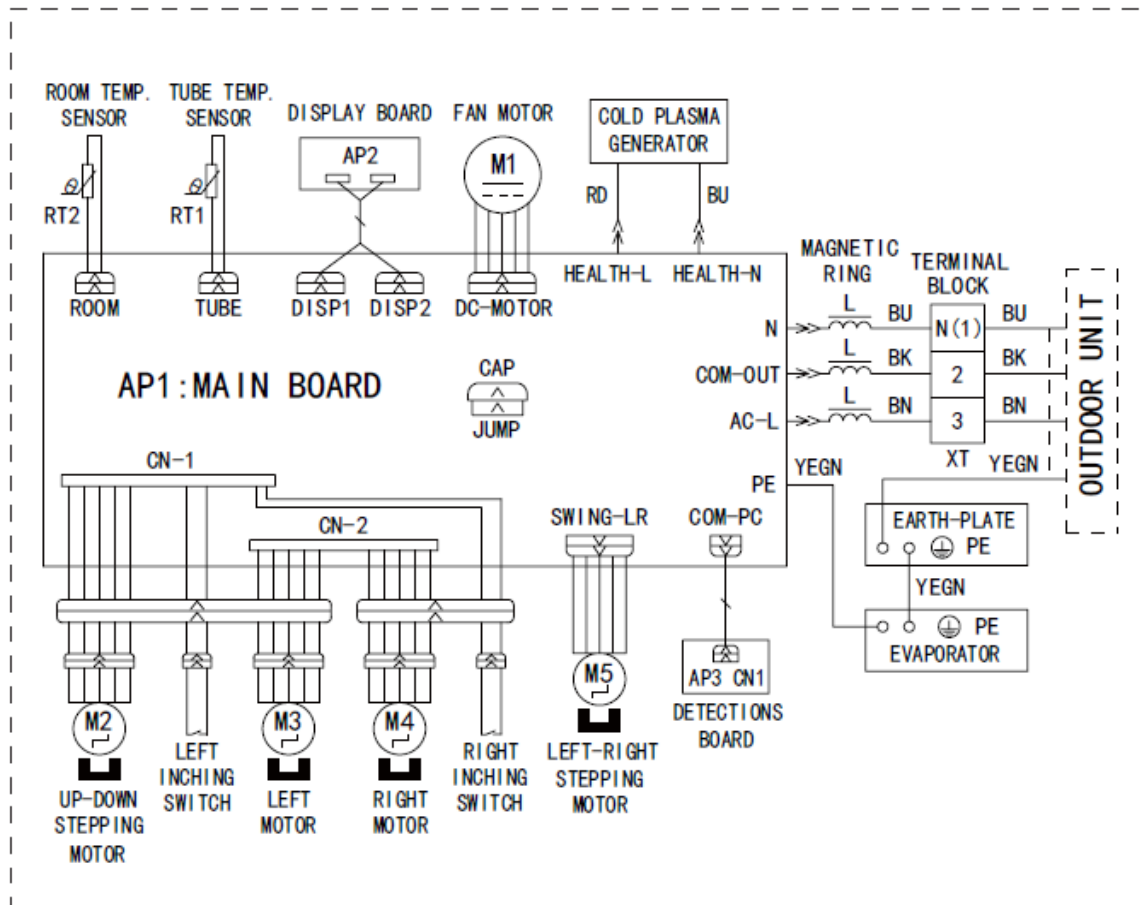 ROOM TEMP.
SENSOR
TUBE TEMP.
SENSOR
DISPLAY BOARD
FAN MOTOR
COLD PLASMA
GENERATOR
AP2
M1
RT2
RT1
RD
BU
ROOM
TUBE
DISP1
DISP2
DC-MOTOR
HEALTH-L
HEALTH-N
MAGNETIC
RING
TERMINAL
BLOCK
N
L
BU
N(1)
BU
COM-OUT
L
BK
2
BK
AC-L
L
BN
3
BN
XT
OUTDOOR UNIT
AP1:MAIN BOARD
CAP
JUMP
CN-1
CN-2
SWING-LR
COM-PC
PE
YEGN
YEGN
EARTH-PLATE
PE
YEGN
PE
EVAPORATOR
M2
M3
M4
M5
AP3 CN1
UP-DOWN
STEPPING
MOTOR
LEFT
INCHING
SWITCH
LEFT
MOTOR
RIGHT
MOTOR
RIGHT
INCHING
SWITCH
LEFT-RIGHT
STEPPING
MOTOR
DETECTIONS
BOARD